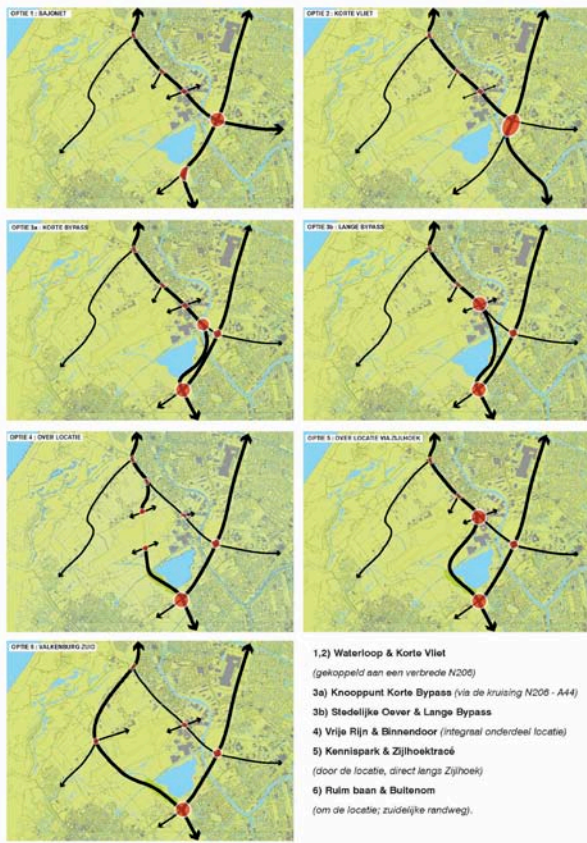 OPTIE 1 : BAJONET
OPTIE 2 : KORTE VLIET
OPTIE 3a : KORTE BYPASS
OPTIE 3b : LANGE BYPASS
OPTIE 4 : OVER LOCATIE
OPTIE 5 : OVER LOCATIE VIA ZIJLHOEK
OPTIE 6 : VALKENBURG ZUID
1,2) Waterloop & Korte Vliet
(gekoppeld aan een verbrede N206)
3a) Knooppunt Korte Bypass (via de kruising N206 - A44)
3b) Stedelijke Oever & Lange Bypass
4) Vrije Rijn & Binnendoor (integraal onderdeel locatie)
5) Kennispark & Zijlhoektracé
(door de locatie, direct langs Zijlhoek)
6) Ruim baan & Buitenom
(om de locatie; zuidelijke randweg).